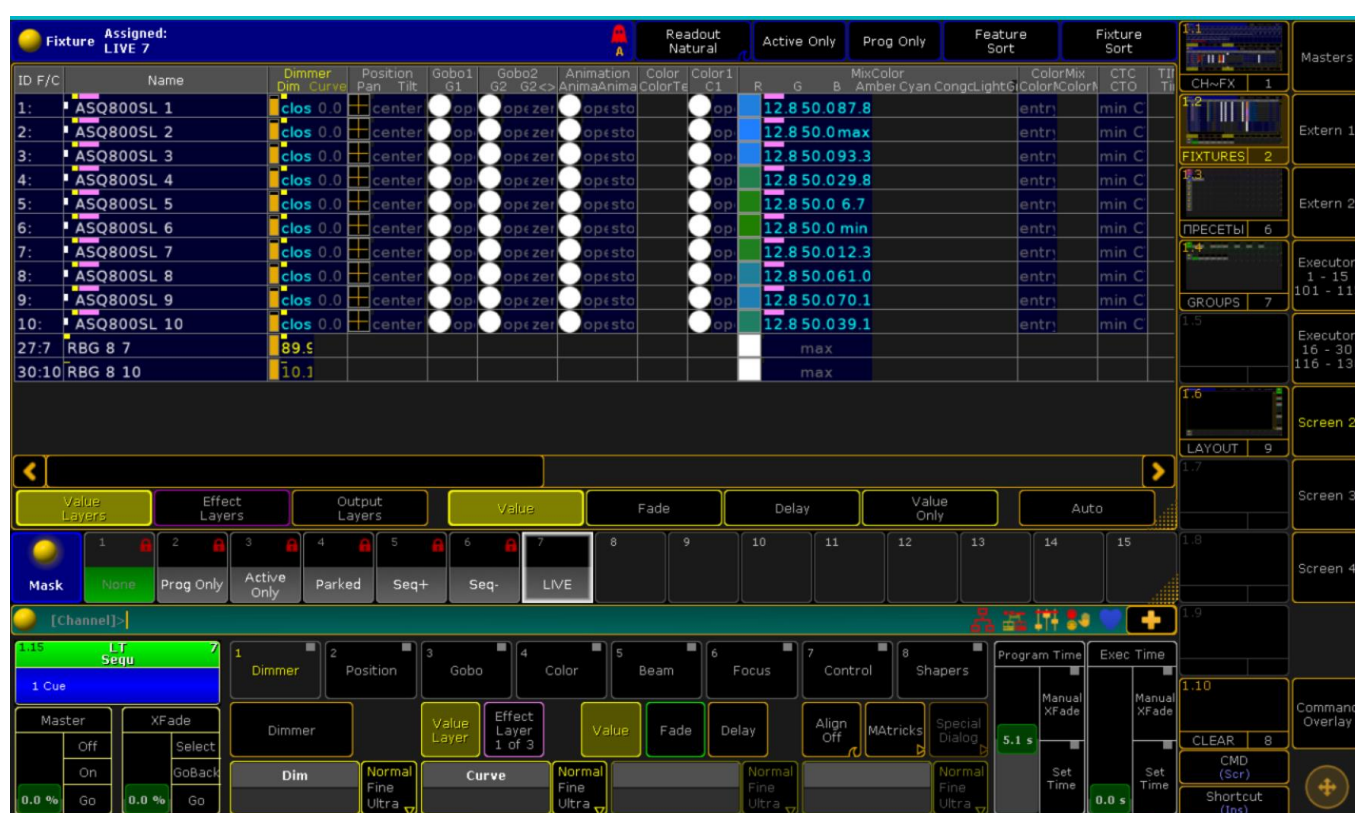 Fixture Assigned: LIVE 7
A
Readout Natural
Active Only
Prog Only
Feature Sort
Fixture Sort
ID F/C Name Dimmer Position Gobo1 Gobo2 Animation Color Color1 MixColor ColorMix CTC
Dim Curve Pan Tilt G1 G2 G2<> R G B Amber Cyan C1 CTO
1: ASQ800SL 1 clos 0.0 center 12.8 50.0 87.8 entry min C
2: ASQ800SL 2 clos 0.0 center 12.8 50.0 max entry min C
3: ASQ800SL 3 clos 0.0 center 12.8 50.0 93.3 entry min C
4: ASQ800SL 4 clos 0.0 center 12.8 50.0 29.8 entry min C
5: ASQ800SL 5 clos 0.0 center 12.8 50.0 6.7 entry min C
6: ASQ800SL 6 clos 0.0 center 12.8 50.0 min entry min C
7: ASQ800SL 7 clos 0.0 center 12.8 50.0 12.3 entry min C
8: ASQ800SL 8 clos 0.0 center 12.8 50.0 61.0 entry min C
9: ASQ800SL 9 clos 0.0 center 12.8 50.0 70.1 entry min C
10: ASQ800SL 10 clos 0.0 center 12.8 50.0 39.1 entry min C
27:7 RBG 8 7 89.9 max
30:10 RBG 8 10 10.1 max
Value Layers
Effect Layers
Output Layers
Value
Fade
Delay
Value Only
Auto
Mask
1 None
2 Prog Only
3 Active Only
4 Parked
5 Seq+
6 Seq-
7 LIVE
8 9 10 11 12 13 14 15
[Channel]>
1.15 LT Sequ 7
1 Cue
Master
Off
On
0.0 % Go
XFade
Select
GoBack
0.0 % Go
1 Dimmer
2 Position
3 Gobo
4 Color
5 Beam
6 Focus
7 Control
8 Shapers
Dimmer
Value Layer
Effect Layer 1 of 3
Value
Fade
Delay
Align Off
MAtricks
Special Dialog
Dim
Normal Fine Ultra
Curve
Normal Fine Ultra
Normal Fine Ultra
Normal Fine Ultra
Program Time
Manual XFade
5.1 s
Set Time
Exec Time
Manual XFade
0.0 s
Set Time
1.1
CH~FX 1
1.2
FIXTURES 2
1.3
ПРЕСЕТЫ 6
1.4
GROUPS 7
1.5
1.6
LAYOUT 9
1.7
1.8
1.9
1.10
CLEAR 8
CMD (Scr)
Shortcut (Ins)
Masters
Extern 1
Extern 2
Executor 1 - 15
101 - 11
Executor 16 - 30
116 - 13
Screen 2
Screen 3
Screen 4
Command Overlay